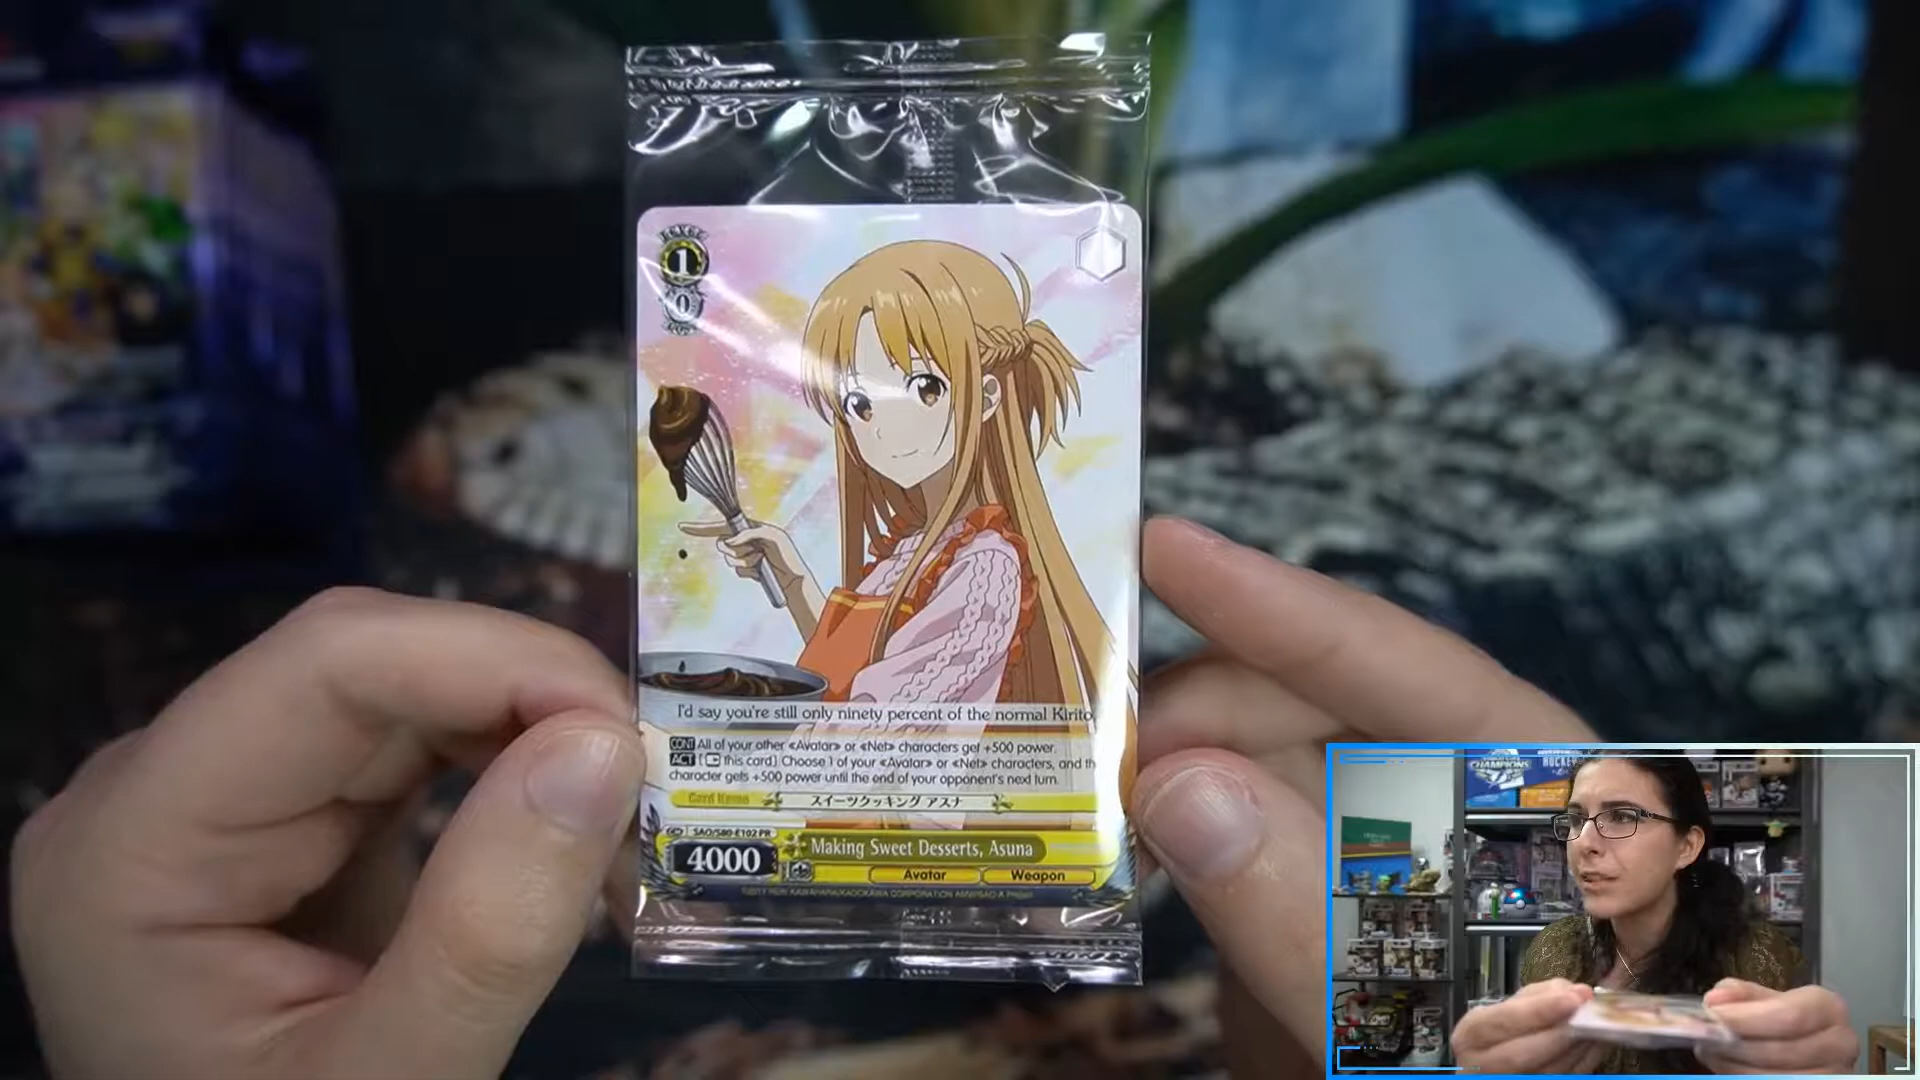 1
0
I'd say you're still only ninety percent of the normal Kirito
CONT All of your other «Avatar» or «Net» characters get +500 power.
ACT [ this card] Choose 1 of your «Avatar» or «Net» characters, and th
character gets +500 power until the end of your opponent's next turn.
Card Name
スイーツクッキング アスナ
SAO/S80-E102 PR
4000
Making Sweet Desserts, Asuna
Avatar
Weapon
CHAMPIONS
HOCKEY